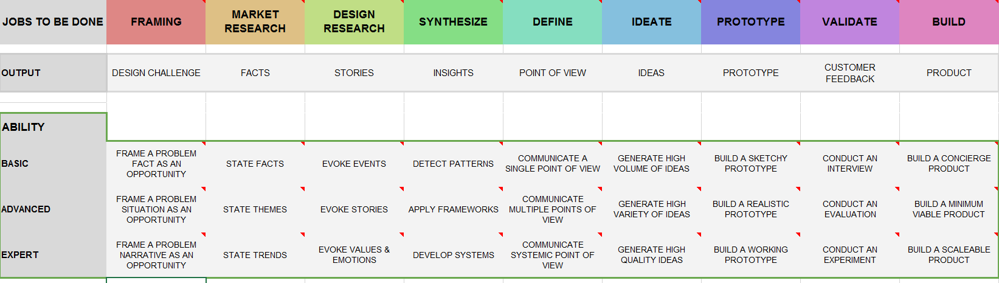 JOBS TO BE DONE FRAMING MARKET RESEARCH DESIGN RESEARCH SYNTHESIZE DEFINE IDEATE PROTOTYPE VALIDATE BUILD
OUTPUT DESIGN CHALLENGE FACTS STORIES INSIGHTS POINT OF VIEW IDEAS PROTOTYPE CUSTOMER FEEDBACK PRODUCT
ABILITY
BASIC FRAME A PROBLEM FACT AS AN OPPORTUNITY STATE FACTS EVOKE EVENTS DETECT PATTERNS COMMUNICATE A SINGLE POINT OF VIEW GENERATE HIGH VOLUME OF IDEAS BUILD A SKETCHY PROTOTYPE CONDUCT AN INTERVIEW BUILD A CONCIERGE PRODUCT
ADVANCED FRAME A PROBLEM SITUATION AS AN OPPORTUNITY STATE THEMES EVOKE STORIES APPLY FRAMEWORKS COMMUNICATE MULTIPLE POINTS OF VIEW GENERATE HIGH VARIETY OF IDEAS BUILD A REALISTIC PROTOTYPE CONDUCT AN EVALUATION BUILD A MINIMUM VIABLE PRODUCT
EXPERT FRAME A PROBLEM NARRATIVE AS AN OPPORTUNITY STATE TRENDS EVOKE VALUES & EMOTIONS DEVELOP SYSTEMS COMMUNICATE SYSTEMIC POINT OF VIEW GENERATE HIGH QUALITY IDEAS BUILD A WORKING PROTOTYPE CONDUCT AN EXPERIMENT BUILD A SCALEABLE PRODUCT